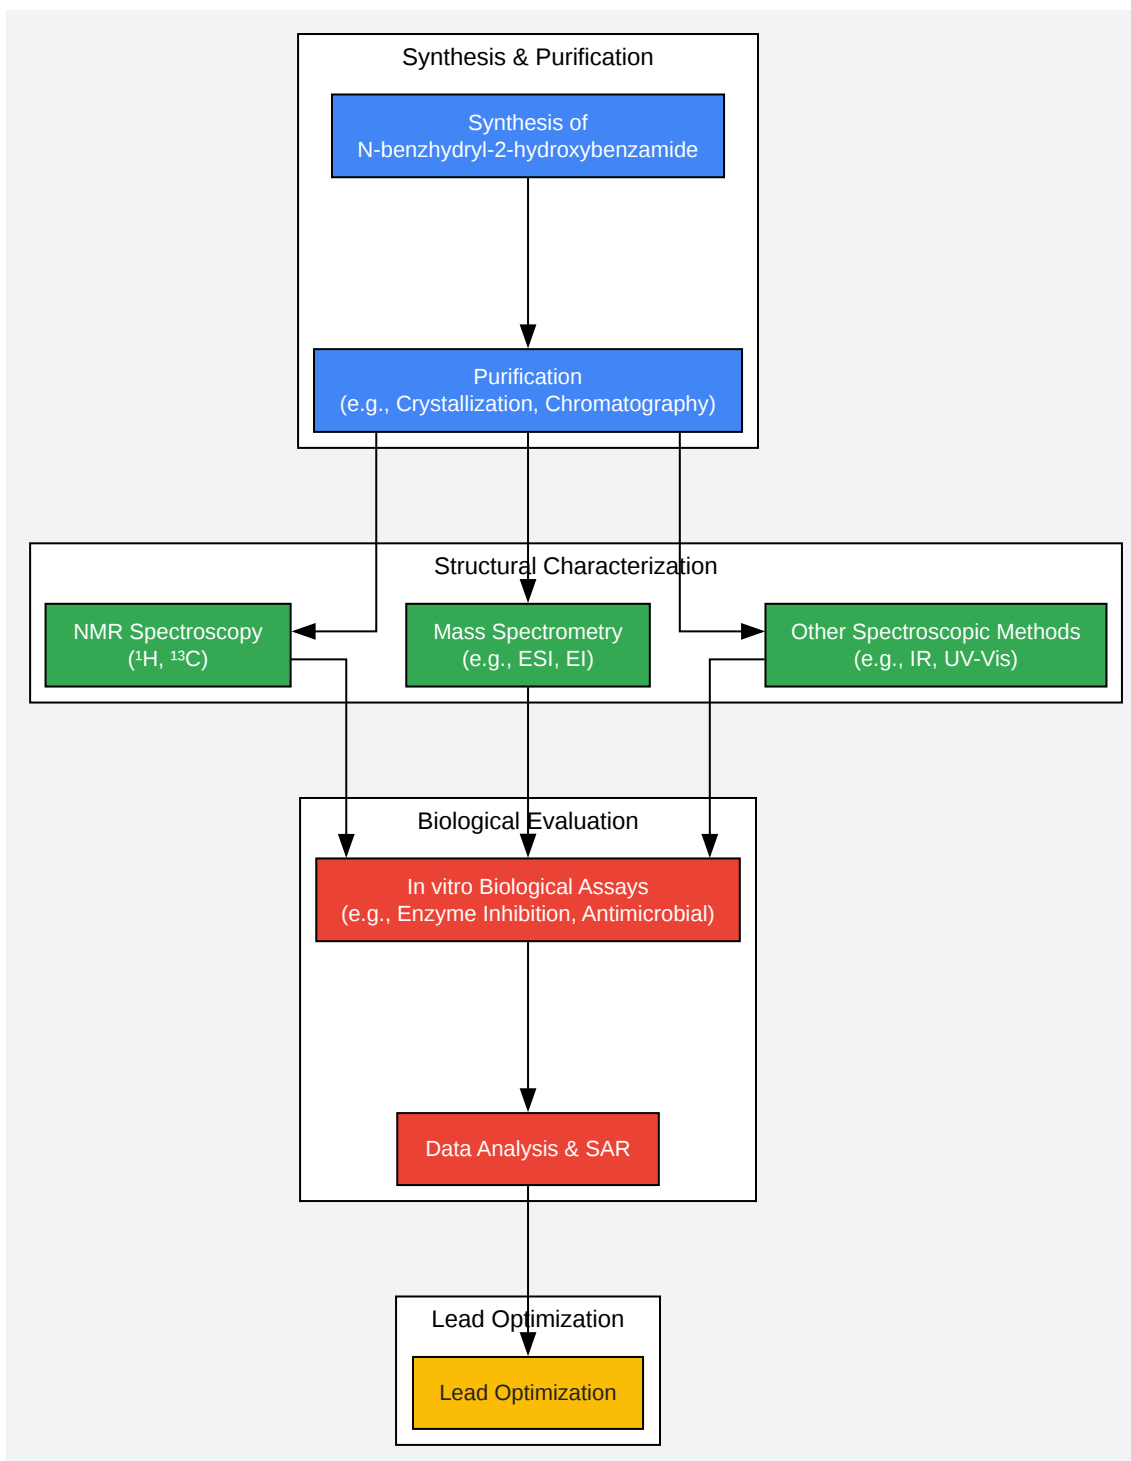 Synthesis & Purification
Synthesis of
N-benzhydryl-2-hydroxybenzamide
Purification
(e.g., Crystallization, Chromatography)
Structural Characterization
NMR Spectroscopy
(¹H, ¹³C)
Mass Spectrometry
(e.g., ESI, EI)
Other Spectroscopic Methods
(e.g., IR, UV-Vis)
Biological Evaluation
In vitro Biological Assays
(e.g., Enzyme Inhibition, Antimicrobial)
Data Analysis & SAR
Lead Optimization
Lead Optimization